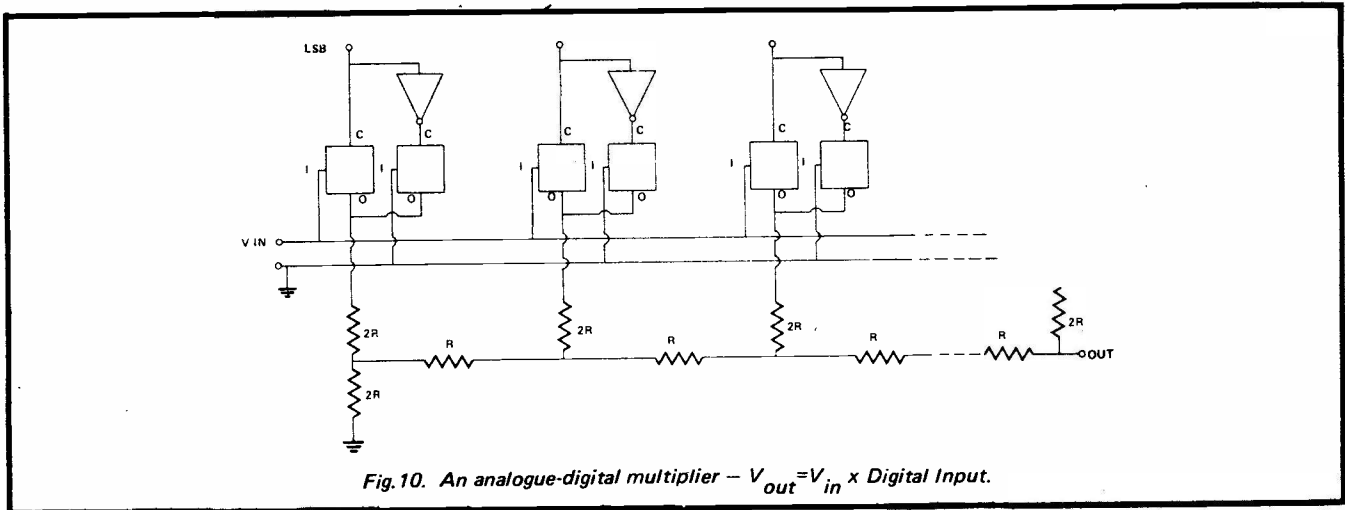 LSB
C C C C C C
I I I I I I
O O O O O O
V IN
2R 2R 2R 2R
R R R R
OUT
2R
Fig. 10. An analogue-digital multiplier – Vout=Vin x Digital Input.